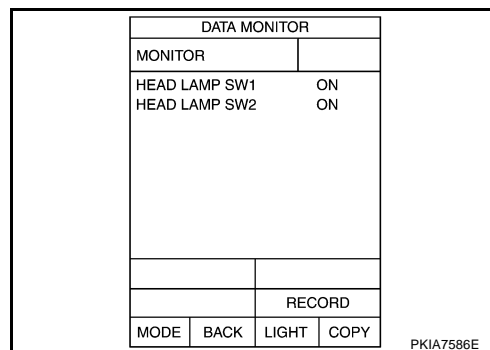 DATA MONITOR
MONITOR
HEAD LAMP SW1 ON
HEAD LAMP SW2 ON
RECORD
MODE BACK LIGHT COPY
PKIA7586E